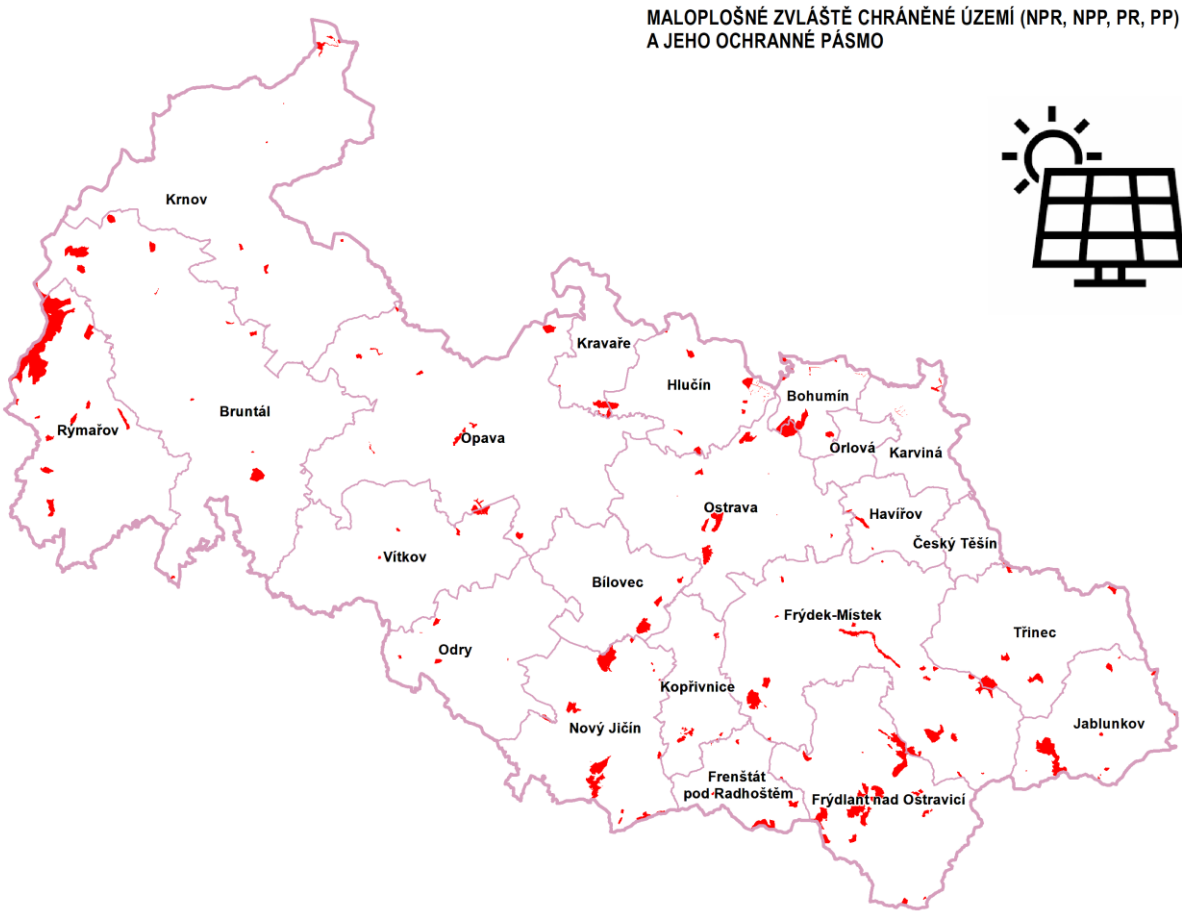 MALOPLOŠNÉ ZVLÁŠTĚ CHRÁNĚNÉ ÚZEMÍ (NPR, NPP, PR, PP)
A JEHO OCHRANNÉ PÁSMO
Krnov
Kravaře
Hlučín
Bohumín
Bruntál
Rýmařov
Opava
Orlová
Karviná
Ostrava
Havířov
Český Těšín
Vítkov
Bílovec
Frýdek-Místek
Třinec
Odry
Kopřivnice
Nový Jičín
Jablunkov
Frenštát
pod Radhoštěm
Frýdlant nad Ostravicí